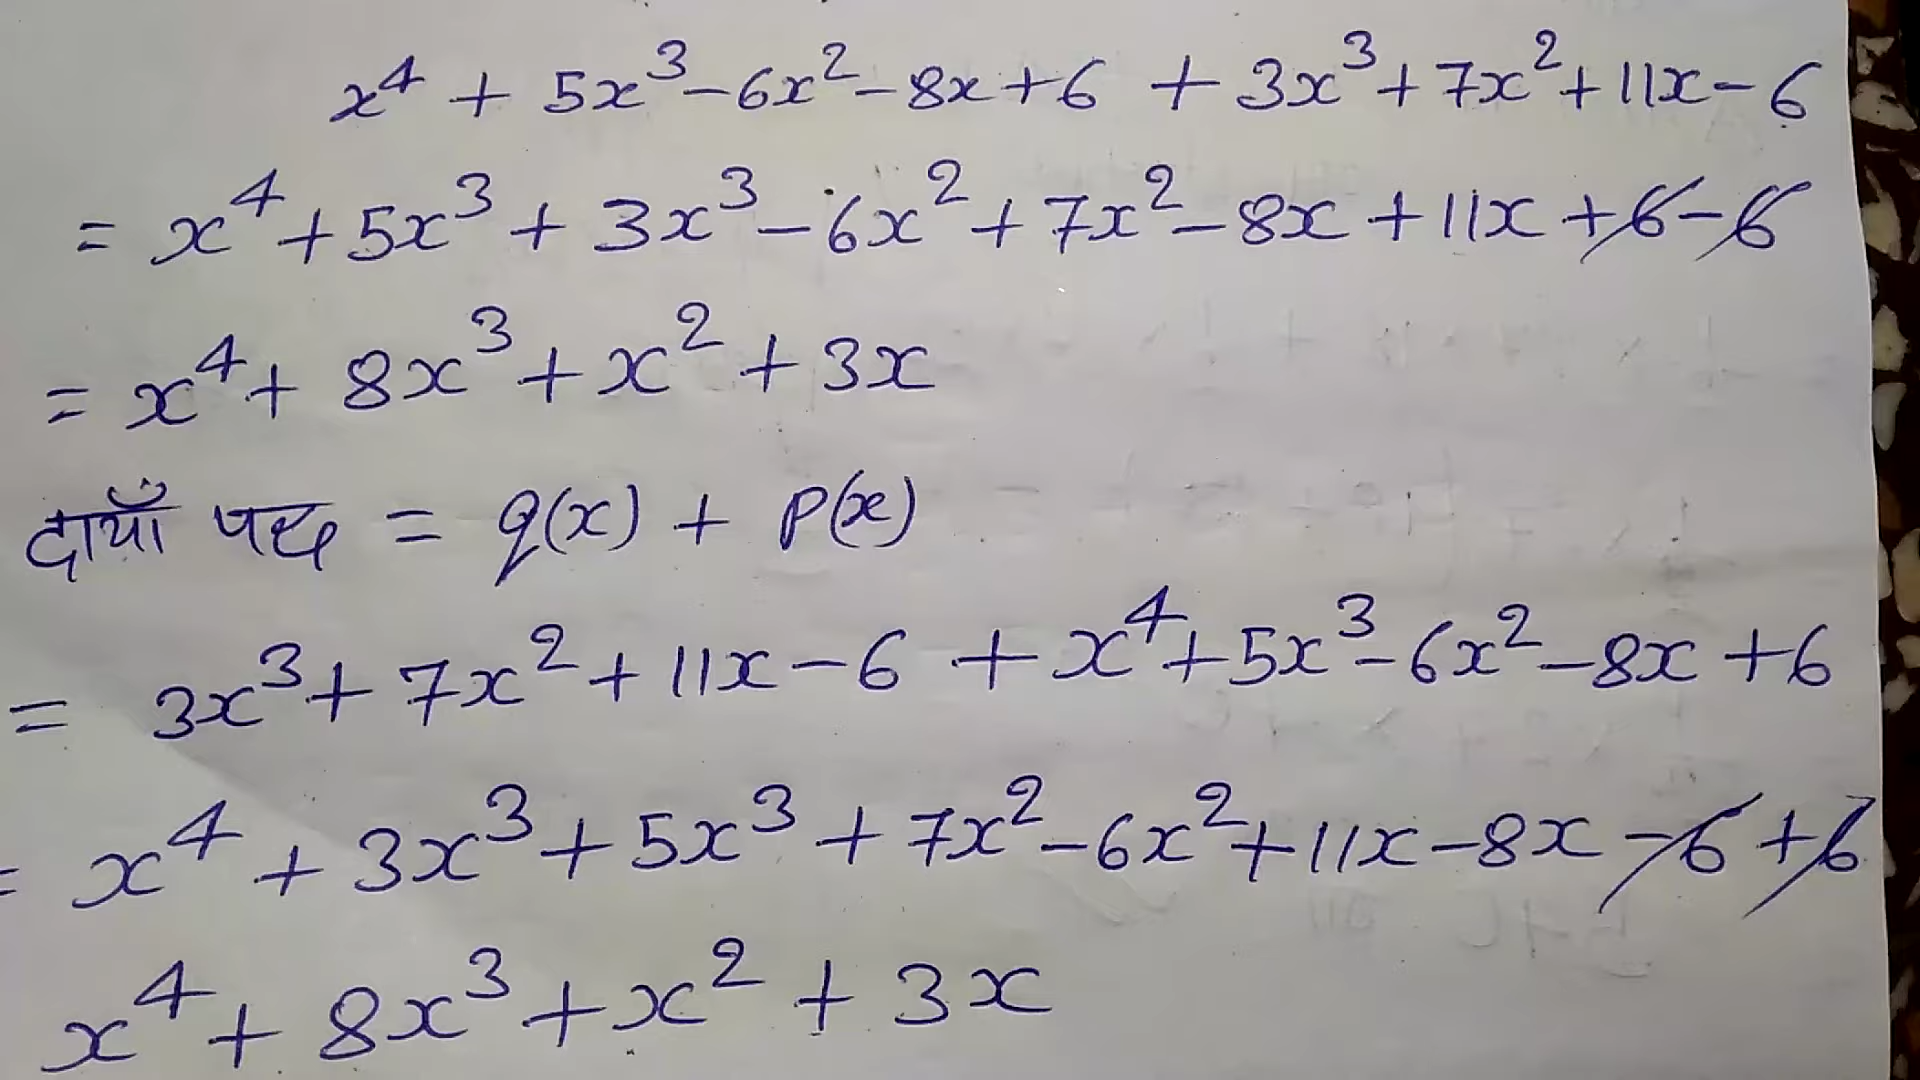 x⁴ + 5x³ - 6x² - 8x + 6 + 3x³ + 7x² + 11x - 6
= x⁴ + 5x³ + 3x³ - 6x² + 7x² - 8x + 11x + 6 - 6
= x⁴ + 8x³ + x² + 3x
दायाँ पक्ष = q(x) + p(x)
= 3x³ + 7x² + 11x - 6 + x⁴ + 5x³ - 6x² - 8x + 6
= x⁴ + 3x³ + 5x³ + 7x² - 6x² + 11x - 8x - 6 + 6
x⁴ + 8x³ + x² + 3x